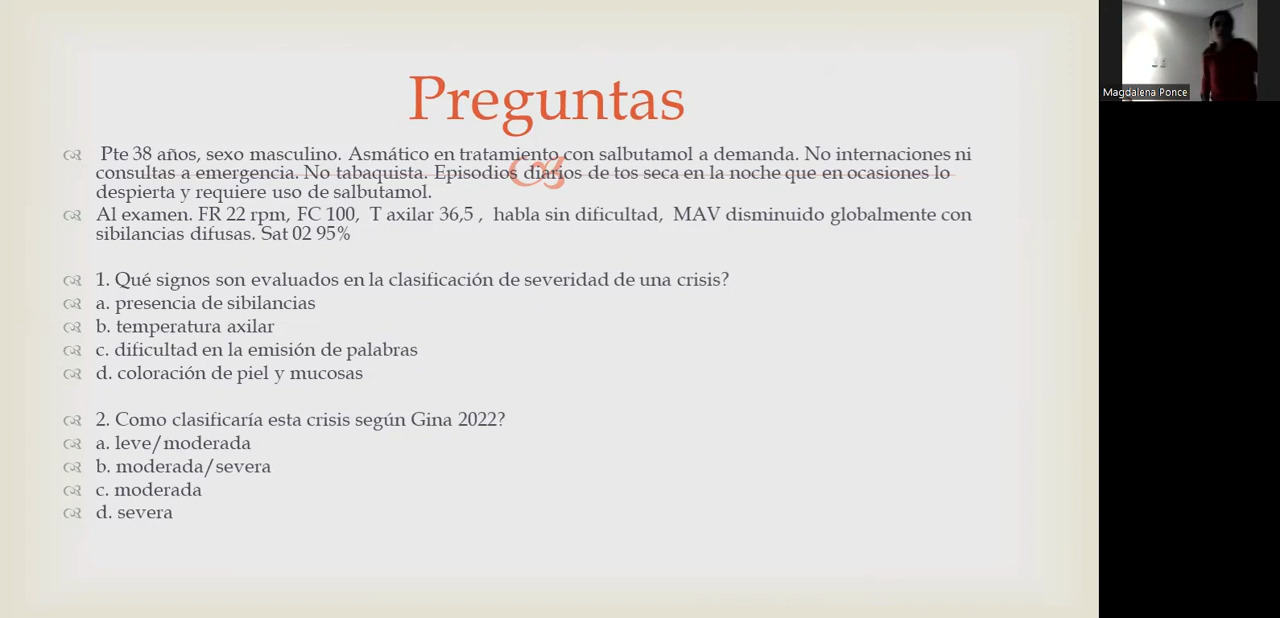 Preguntas
Pte 38 años, sexo masculino. Asmático en tratamiento con salbutamol a demanda. No internaciones ni
consultas a emergencia. No tabaquista. Episodios diarios de tos seca en la noche que en ocasiones lo
despierta y requiere uso de salbutamol.
Al examen. FR 22 rpm, FC 100, T axilar 36,5 , habla sin dificultad, MAV disminuido globalmente con
sibilancias difusas. Sat 02 95%
1. Qué signos son evaluados en la clasificación de severidad de una crisis?
a. presencia de sibilancias
b. temperatura axilar
c. dificultad en la emisión de palabras
d. coloración de piel y mucosas
2. Como clasificaría esta crisis según Gina 2022?
a. leve/moderada
b. moderada/severa
c. moderada
d. severa
Magdalena Ponce